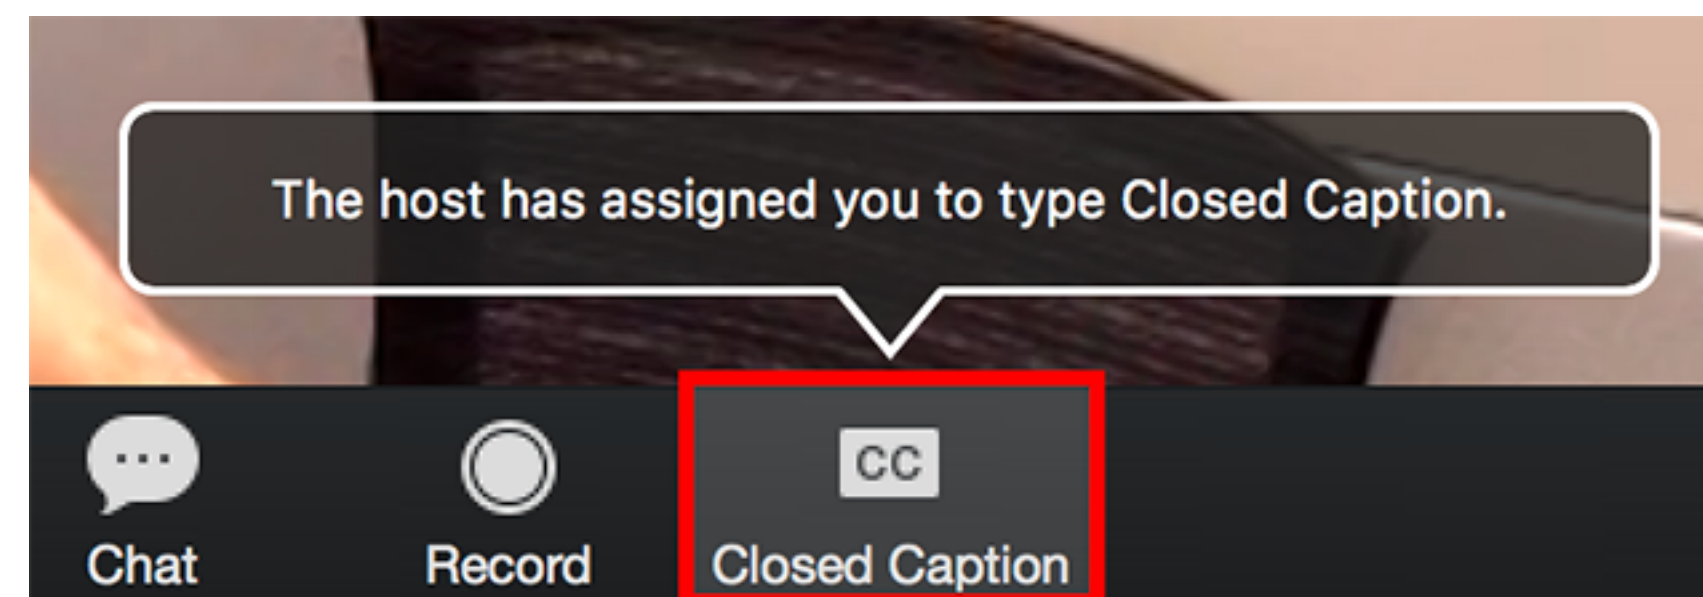 The host has assigned you to type Closed Caption.
CC
Chat Record Closed Caption